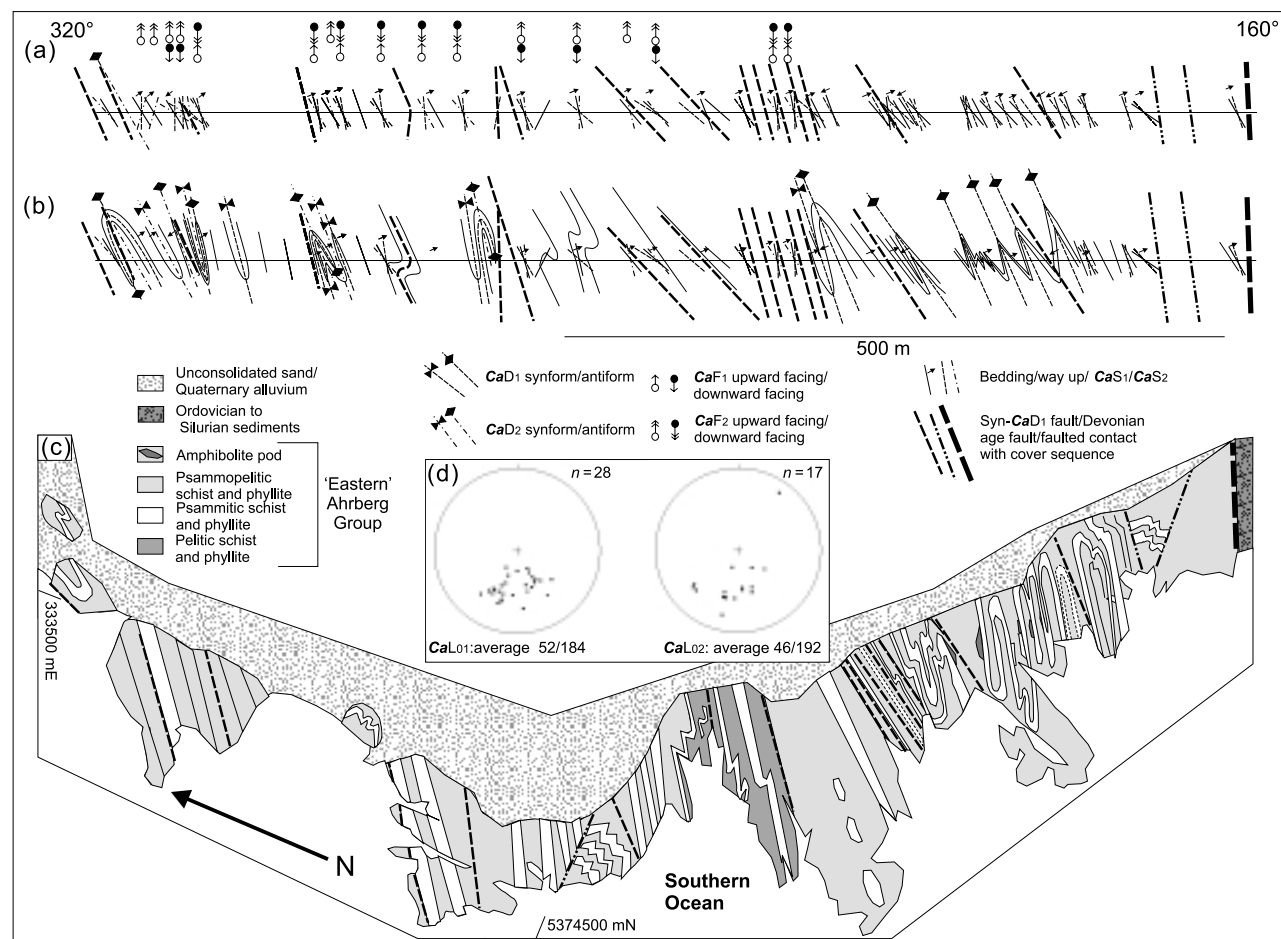 320°
160°
(a)
(b)
500 m
Unconsolidated sand/
Quaternary alluvium
Ordovician to
Silurian sediments
Amphibolite pod
Psammopelitic
schist and phyllite
Psammitic schist
and phyllite
Pelitic schist
and phyllite
'Eastern'
Ahrberg
Group
CaD1 synform/antiform
CaD2 synform/antiform
CaF1 upward facing/
downward facing
CaF2 upward facing/
downward facing
Bedding/way up/ CaS1/CaS2
Syn-CaD1 fault/Devonian
age fault/faulted contact
with cover sequence
(c)
(d)
n=28
n=17
CaL01:average 52/184
CaL02: average 46/192
333500 mE
N
Southern
Ocean
5374500 mN